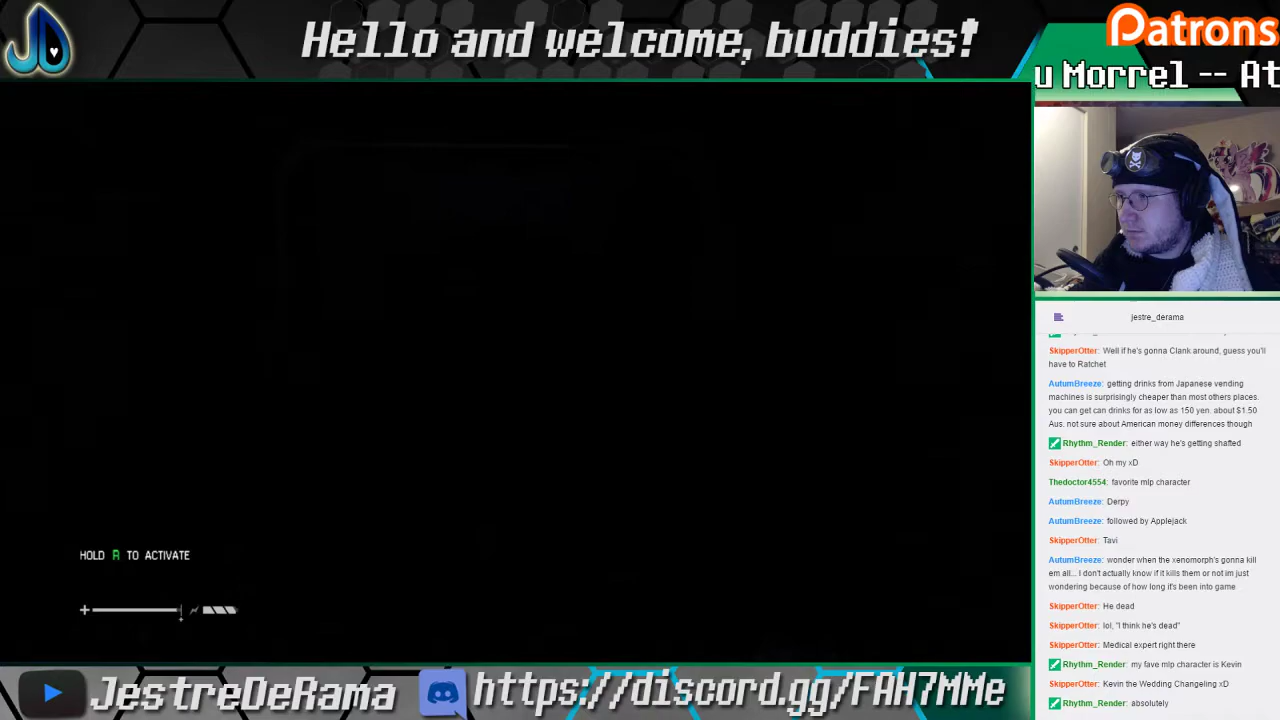 Hello and welcome, buddies!
Patrons
u Morrel -- At
jestre_derama
SkipperOtter: Well if he's gonna Clank around, guess you'll
have to Ratchet
AutumBreeze: getting drinks from Japanese vending
machines is surprisingly cheaper than most others places.
you can get can drinks for as low as 150 yen. about $1.50
Aus. not sure about American money differences though
Rhythm_Render: either way he's getting shafted
SkipperOtter: Oh my xD
Thedoctor4554: favorite mlp character
AutumBreeze: Derpy
AutumBreeze: followed by Applejack
SkipperOtter: Tavi
AutumBreeze: wonder when the xenomorph's gonna kill
em all... I don't actually know if it kills them or not im just
wondering because of how long it's been into game
SkipperOtter: He dead
SkipperOtter: lol, "I think he's dead"
SkipperOtter: Medical expert right there
Rhythm_Render: my fave mlp character is Kevin
SkipperOtter: Kevin the Wedding Changeling xD
Rhythm_Render: absolutely
HOLD A TO ACTIVATE
JestreDeRama
https://discord.gg/FAH7MMe